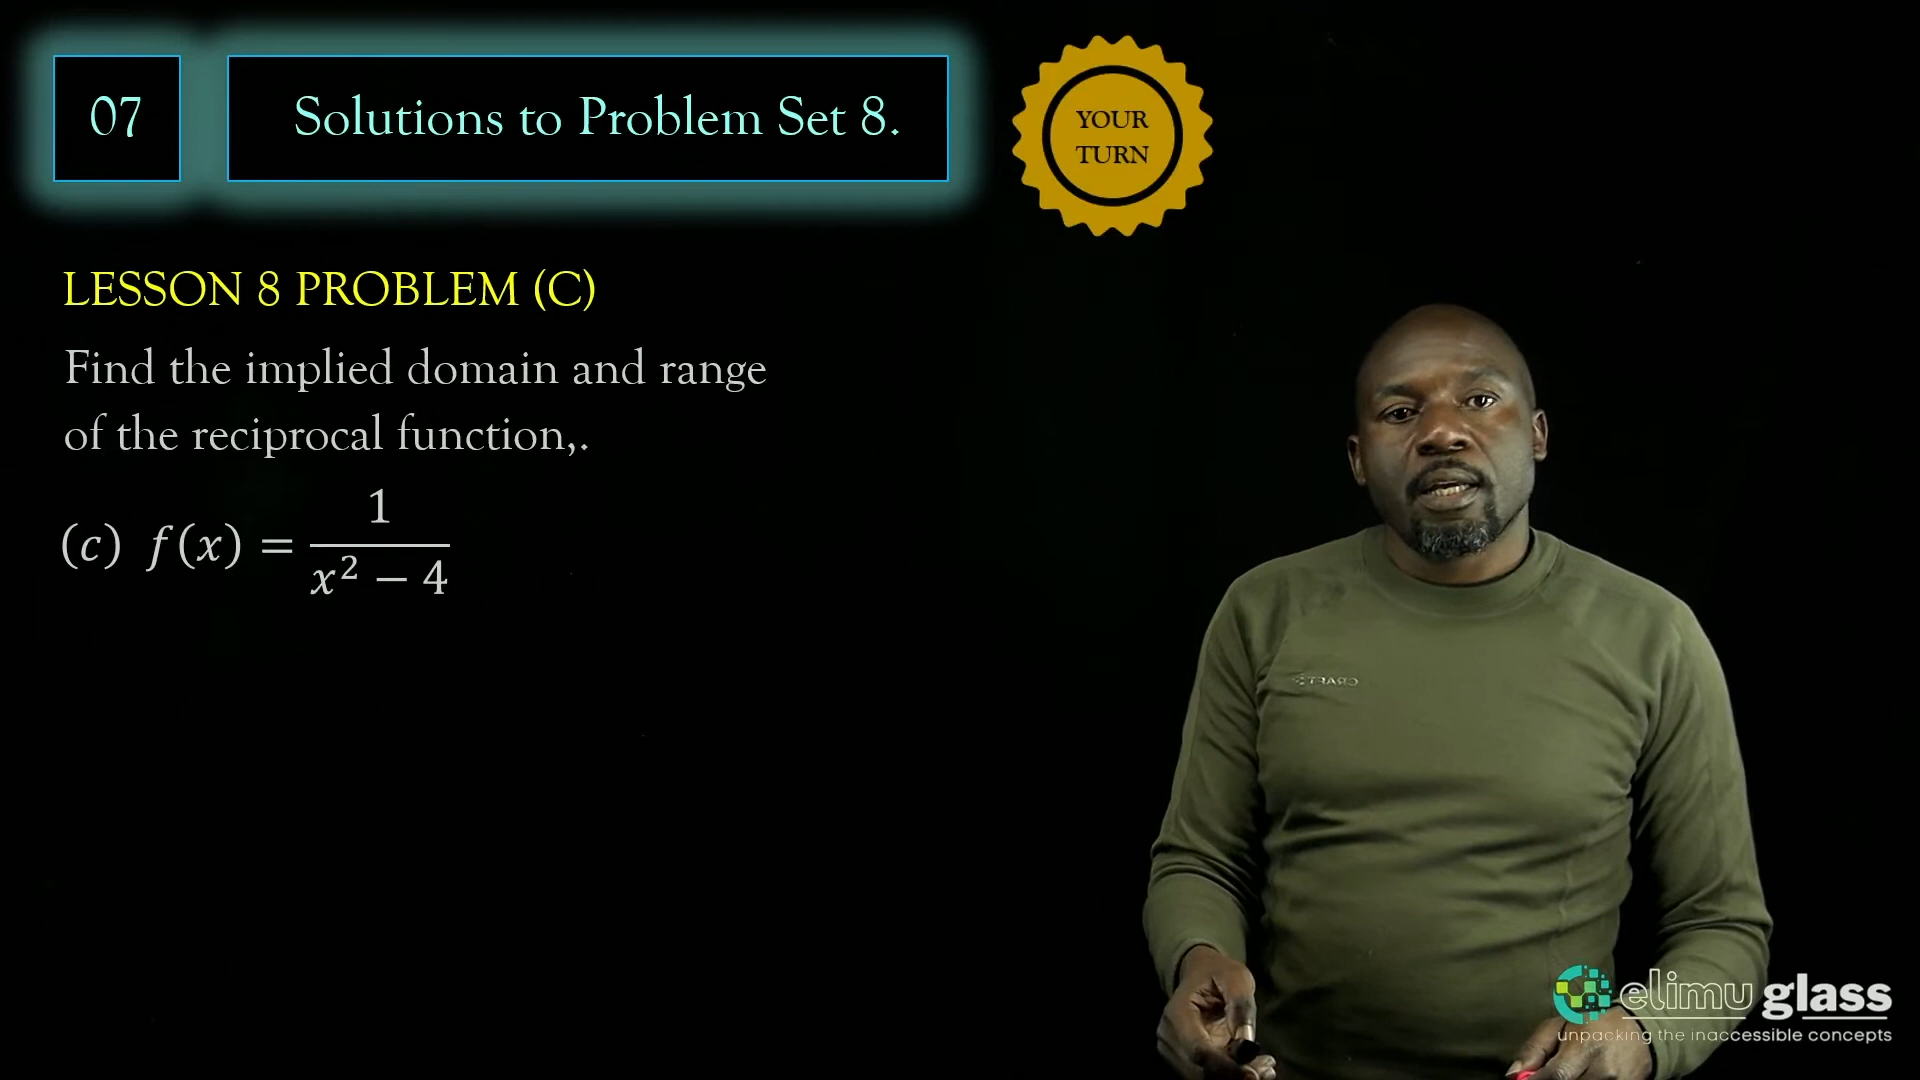 07
Solutions to Problem Set 8.
YOUR
TURN
LESSON 8 PROBLEM (C)
Find the implied domain and range
of the reciprocal function,.
(c) f(x) = 1 / (x² − 4)
CRAFT
elimu glass
unpacking the inaccessible concepts